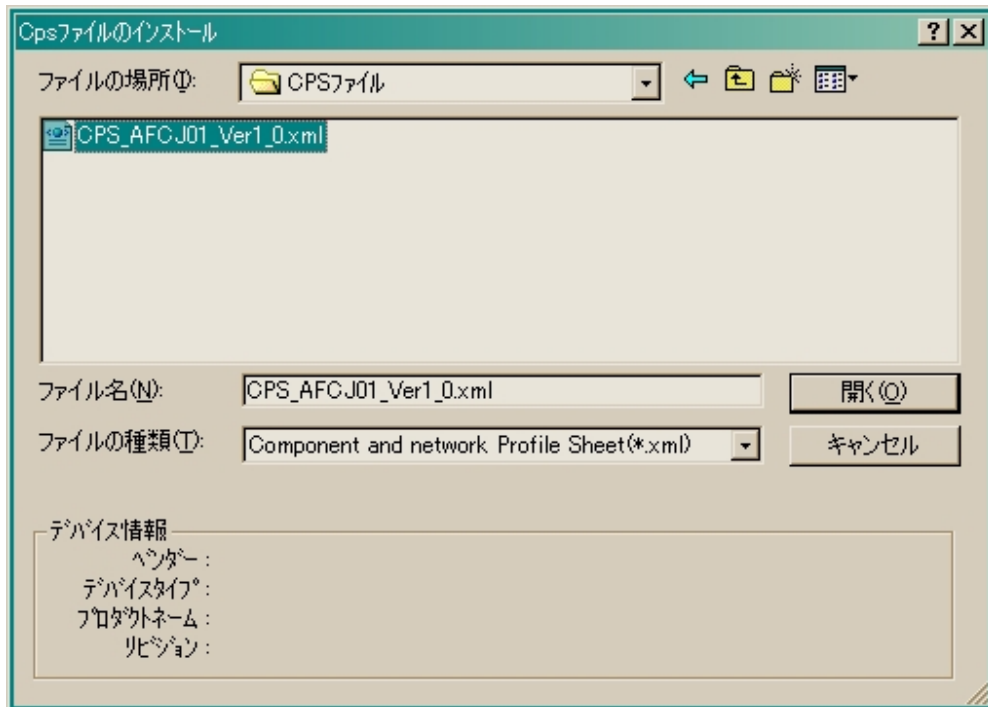 Cpsファイルのインストール
ファイルの場所(I):
CPSファイル
CPS_AFCJ01_Ver1_0.xml
ファイル名(N):
CPS_AFCJ01_Ver1_0.xml
開く(O)
ファイルの種類(T):
Component and network Profile Sheet(*.xml)
キャンセル
デバイス情報
ベンダー :
デバイスタイプ :
プロダクトネーム :
リビジョン :